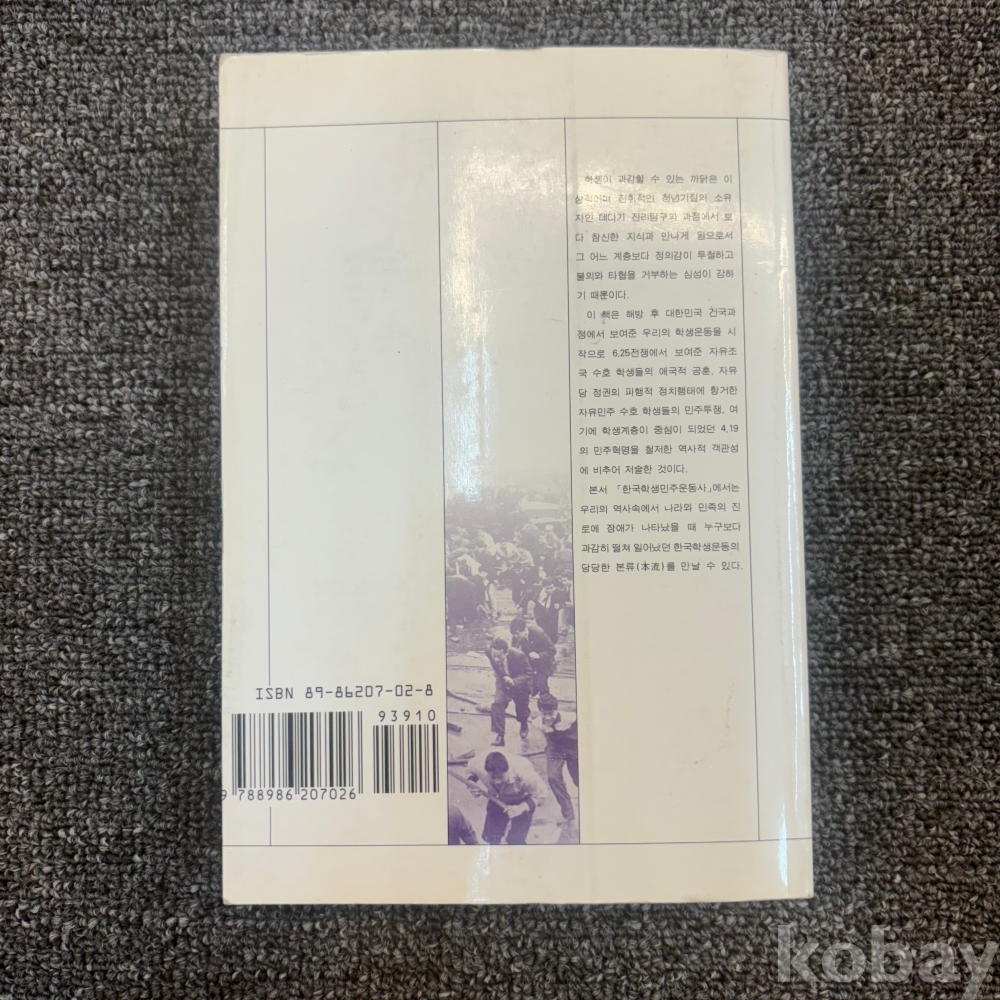 학생이 과감할 수 있는 까닭은 이
상적이며 진취적인 청년기질의 소유
자인 데다가 진리탐구의 과정에서 보
다 참신한 지식과 만나게 됨으로서
그 어느 계층보다 정의감이 투철하고
불의와 타협을 거부하는 심성이 강하
기 때문이다.
이 책은 해방 후 대한민국 건국과
정에서 보여준 우리의 학생운동을 시
작으로 6.25전쟁에서 보여준 자유조
국 수호 학생들의 애국적 공훈, 자유
당 정권의 파행적 정치행태에 항거한
자유민주 수호 학생들의 민주투쟁, 여
기에 학생계층이 중심이 되었던 4.19
의 민주혁명을 철저한 역사적 객관성
에 비추어 저술한 것이다.
본서 「한국학생민주운동사」에서는
우리의 역사속에서 나라와 민족의 진
로에 장애가 나타났을 때 누구보다
과감히 떨쳐 일어났던 한국학생운동의
당당한 본류(本流)를 만날 수 있다.
ISBN 89-86207-02-8
93910
9 788986 207026
kobay